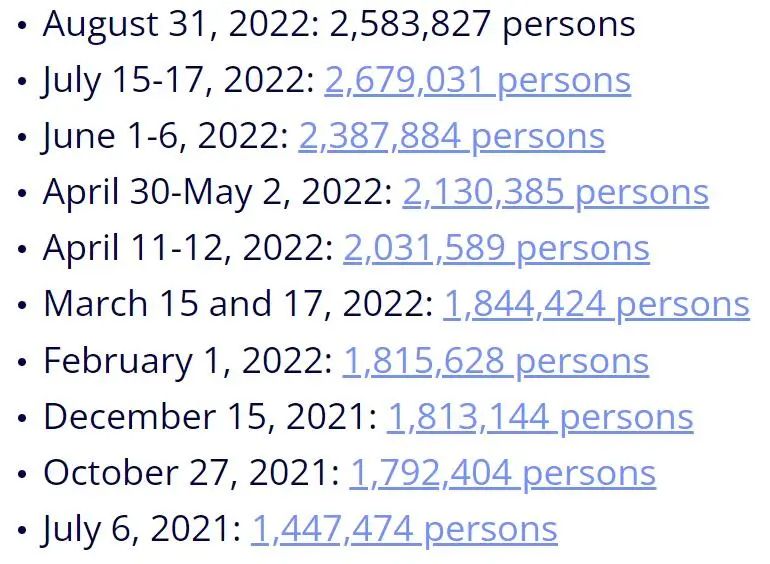 • August 31, 2022: 2,583,827 persons
• July 15-17, 2022: 2,679,031 persons
• June 1-6, 2022: 2,387,884 persons
• April 30-May 2, 2022: 2,130,385 persons
• April 11-12, 2022: 2,031,589 persons
• March 15 and 17, 2022: 1,844,424 persons
• February 1, 2022: 1,815,628 persons
• December 15, 2021: 1,813,144 persons
• October 27, 2021: 1,792,404 persons
• July 6, 2021: 1,447,474 persons